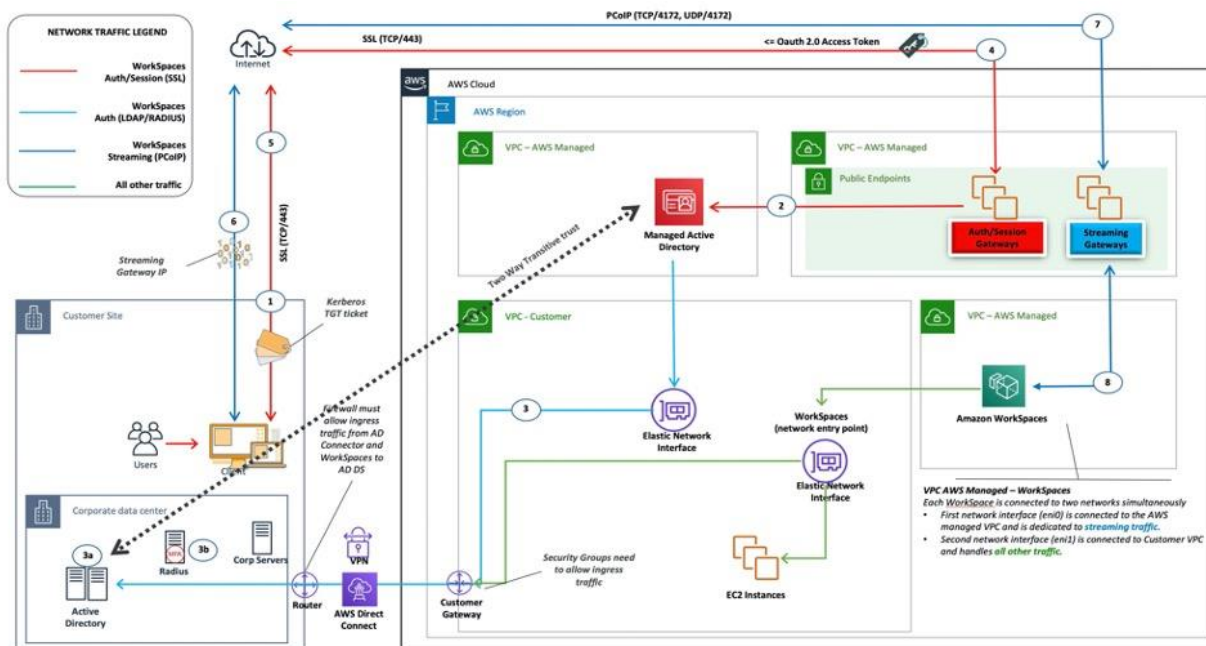 PCoIP (TCP/4172, UDP/4172)
7
NETWORK TRAFFIC LEGEND
WorkSpaces
Auth/Session (SSL)
WorkSpaces
Auth (LDAP/RADIUS)
WorkSpaces
Streaming (PCoIP)
All other traffic
Internet
SSL (TCP/443)
<= Oauth 2.0 Access Token
4
aws
AWS Cloud
AWS Region
VPC – AWS Managed
VPC – AWS Managed
Public Endpoints
5
6
SSL (TCP/443)
Streaming
Gateway IP
1
Kerberos
TGT ticket
2
Managed Active
Directory
Auth/Session
Gateways
Streaming
Gateways
Two Way Transitive trust
Customer Site
VPC - Customer
VPC – AWS Managed
8
Amazon WorkSpaces
Users
Client
Firewall must
allow ingress
traffic from AD
Connector and
WorkSpaces to
AD DS
3
Elastic Network
Interface
WorkSpaces
(network entry point)
Elastic Network
Interface
VPC AWS Managed – WorkSpaces
Each WorkSpace is connected to two networks simultaneously
• First network interface (eni0) is connected to the AWS
managed VPC and is dedicated to streaming traffic.
• Second network interface (eni1) is connected to Customer VPC
and handles all other traffic.
Corporate data center
3a
3b
MFA
Radius
Corp Servers
Active
Directory
Router
VPN
AWS Direct
Connect
Customer
Gateway
Security Groups need
to allow ingress
traffic
EC2 Instances